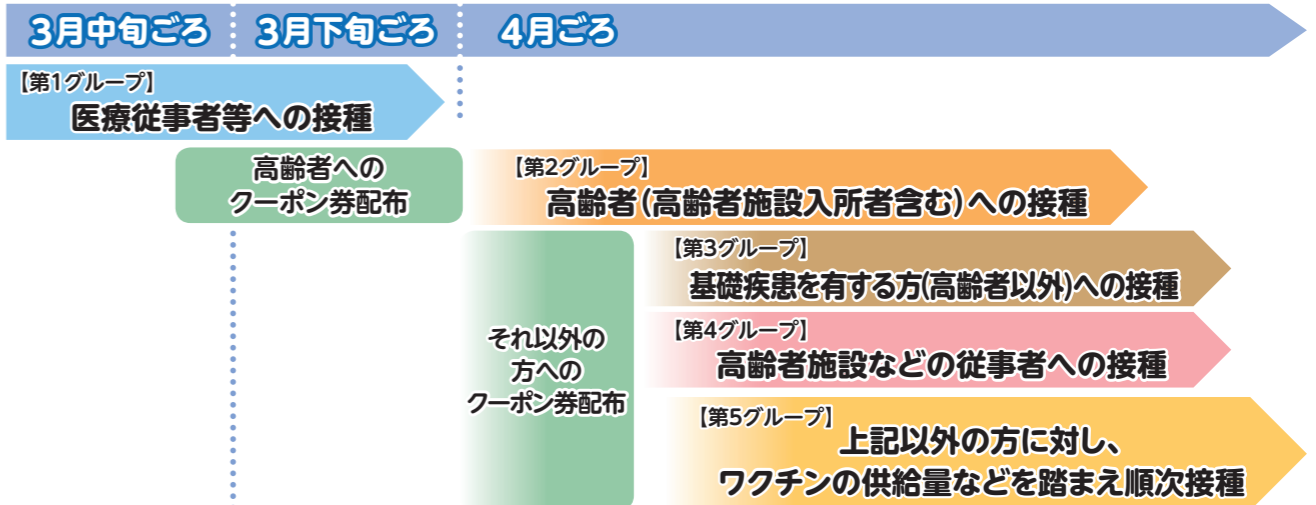 3月中旬ごろ
3月下旬ごろ
4月ごろ
【第1グループ】
医療従事者等への接種
高齢者への
クーポン券配布
【第2グループ】
高齢者(高齢者施設入所者含む)への接種
それ以外の
方への
クーポン券配布
【第3グループ】
基礎疾患を有する方(高齢者以外)への接種
【第4グループ】
高齢者施設などの従事者への接種
【第5グループ】
上記以外の方に対し、
ワクチンの供給量などを踏まえ順次接種